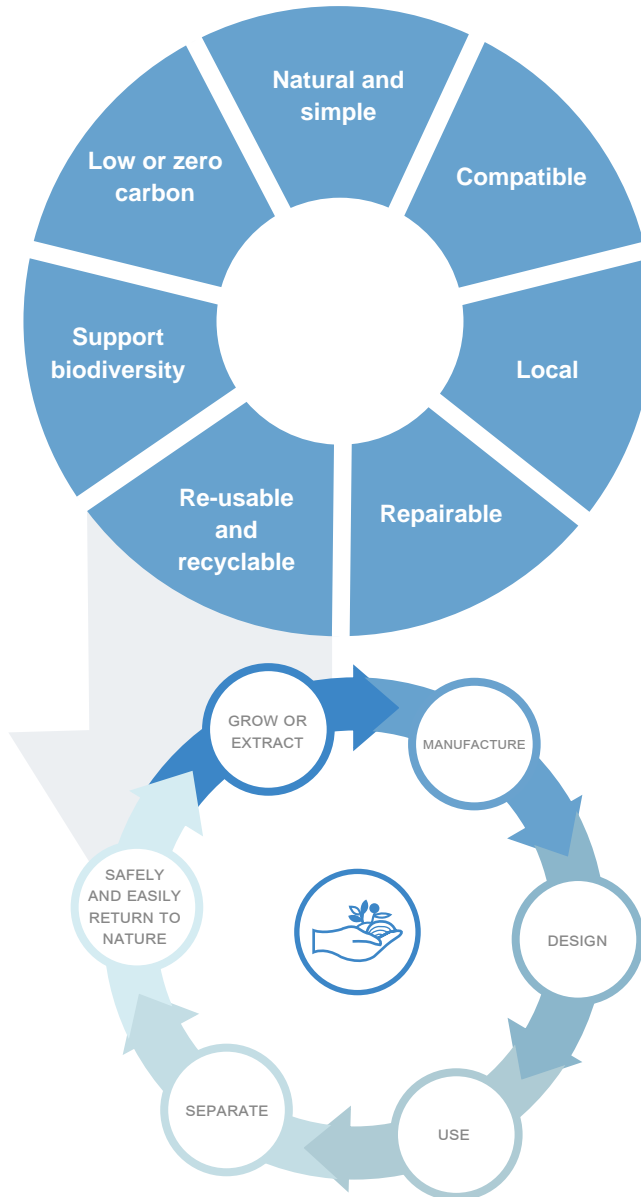 Natural and
simple
Low or zero
carbon
Compatible
Support
biodiversity
Local
Re-usable
and
recyclable
Repairable
GROW OR
EXTRACT
MANUFACTURE
SAFELY
AND EASILY
RETURN TO
NATURE
DESIGN
SEPARATE
USE